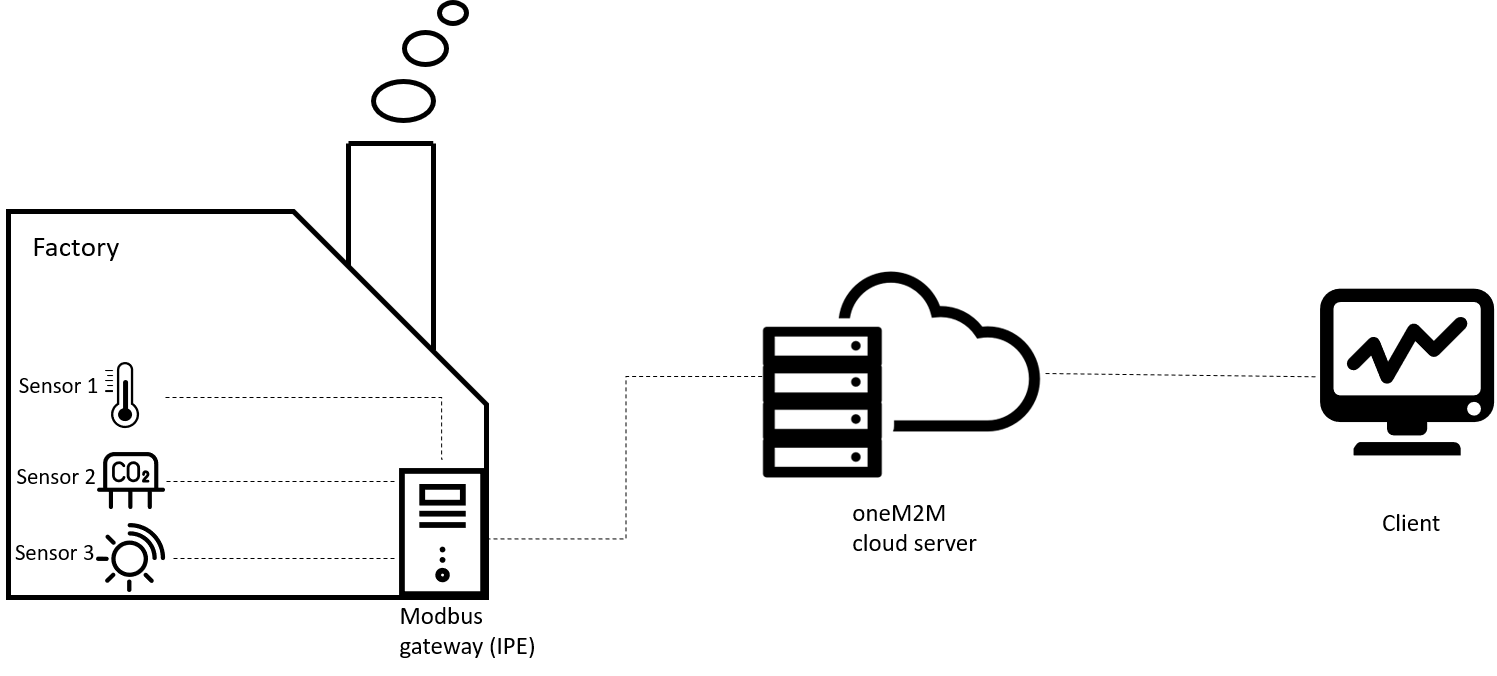 Factory
Sensor 1
Sensor 2
CO₂
Sensor 3
Modbus
gateway (IPE)
oneM2M
cloud server
Client